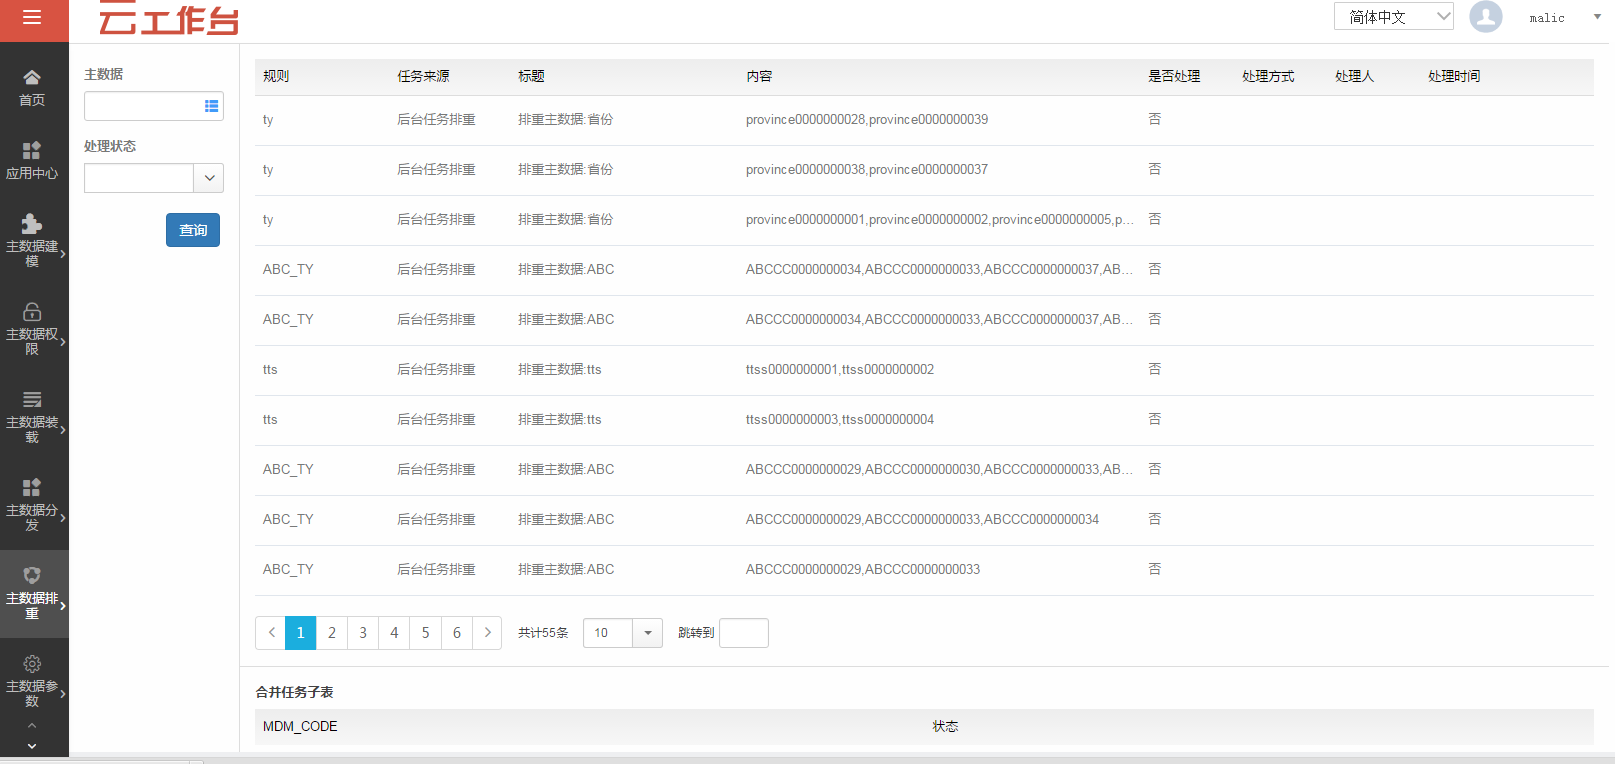 云工作台
简体中文
malic
首页
应用中心
主数据建
模
主数据权
限
主数据装
载
主数据分
发
主数据排
重
主数据参
数
主数据
处理状态
查询
规则 任务来源 标题 内容 是否处理 处理方式 处理人 处理时间
ty 后台任务排重 排重主数据:省份 province0000000028,province0000000039 否
ty 后台任务排重 排重主数据:省份 province0000000038,province0000000037 否
ty 后台任务排重 排重主数据:省份 province0000000001,province0000000002,province0000000005,p... 否
ABC_TY 后台任务排重 排重主数据:ABC ABCCC0000000034,ABCCC0000000033,ABCCC0000000037,AB... 否
ABC_TY 后台任务排重 排重主数据:ABC ABCCC0000000034,ABCCC0000000033,ABCCC0000000037,AB... 否
tts 后台任务排重 排重主数据:tts ttss0000000001,ttss0000000002 否
tts 后台任务排重 排重主数据:tts ttss0000000003,ttss0000000004 否
ABC_TY 后台任务排重 排重主数据:ABC ABCCC0000000029,ABCCC0000000030,ABCCC0000000033,AB... 否
ABC_TY 后台任务排重 排重主数据:ABC ABCCC0000000029,ABCCC0000000033,ABCCC0000000034 否
ABC_TY 后台任务排重 排重主数据:ABC ABCCC0000000029,ABCCC0000000033 否
1 2 3 4 5 6 共计55条 10 跳转到
合并任务子表
MDM_CODE 状态